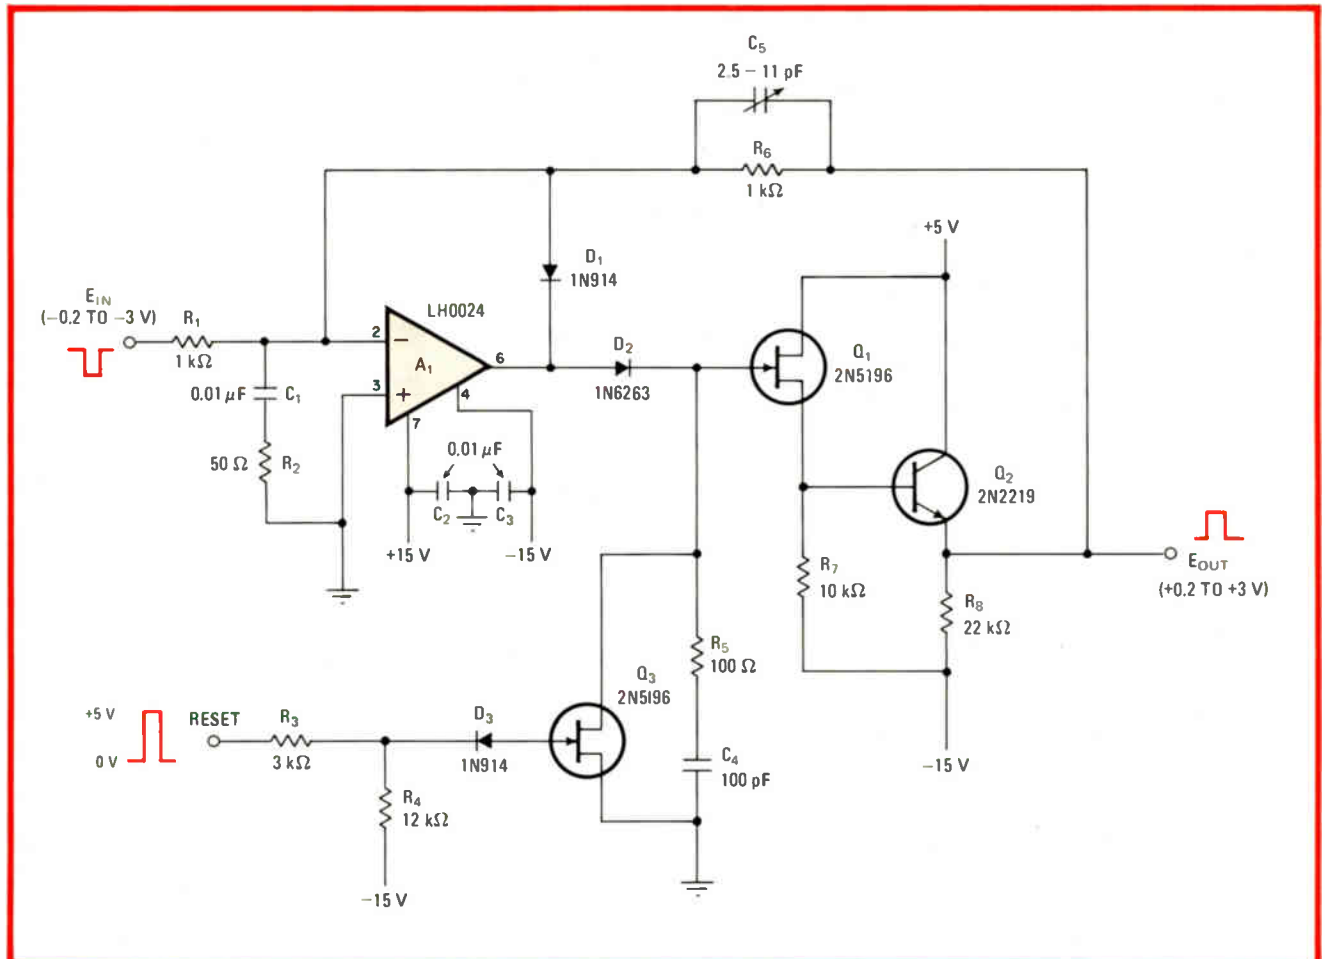 C5
2.5 – 11 pF
R6
1 kΩ
+5 V
D1
1N914
EIN
(−0.2 TO −3 V)
R1
1 kΩ
LH0024
2
−
A1
6
3
+
4
7
D2
1N6263
Q1
2N5196
0.01 μF
C1
50 Ω
R2
0.01 μF
C2
C3
+15 V
−15 V
Q2
2N2219
EOUT
(+0.2 TO +3 V)
R7
10 kΩ
R8
22 kΩ
R5
100 Ω
Q3
2N5196
+5 V
0 V
RESET
R3
3 kΩ
D3
1N914
C4
100 pF
−15 V
R4
12 kΩ
−15 V